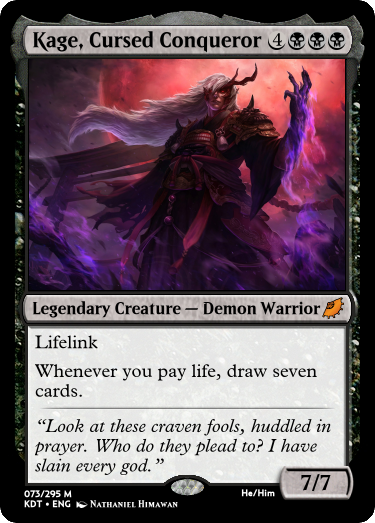 Kage, Cursed Conqueror 4
Legendary Creature — Demon Warrior
Lifelink
Whenever you pay life, draw seven
cards.
“Look at these craven fools, huddled in
prayer. Who do they plead to? I have
slain every god.”
7/7
073/295 M
He/Him
KDT • ENG Nathaniel Himawan